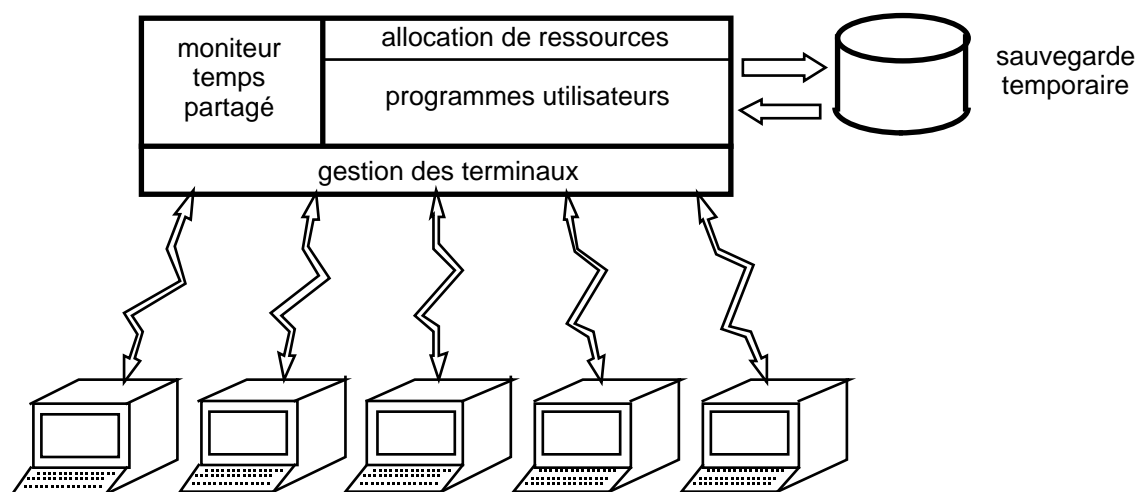 moniteur
temps
partagé
allocation de ressources
programmes utilisateurs
gestion des terminaux
sauvegarde
temporaire